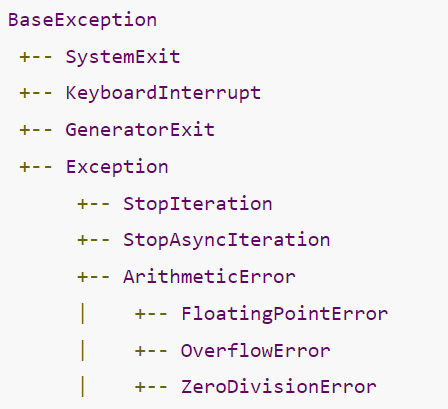 BaseException
 +-- SystemExit
 +-- KeyboardInterrupt
 +-- GeneratorExit
 +-- Exception
      +-- StopIteration
      +-- StopAsyncIteration
      +-- ArithmeticError
      |    +-- FloatingPointError
      |    +-- OverflowError
      |    +-- ZeroDivisionError